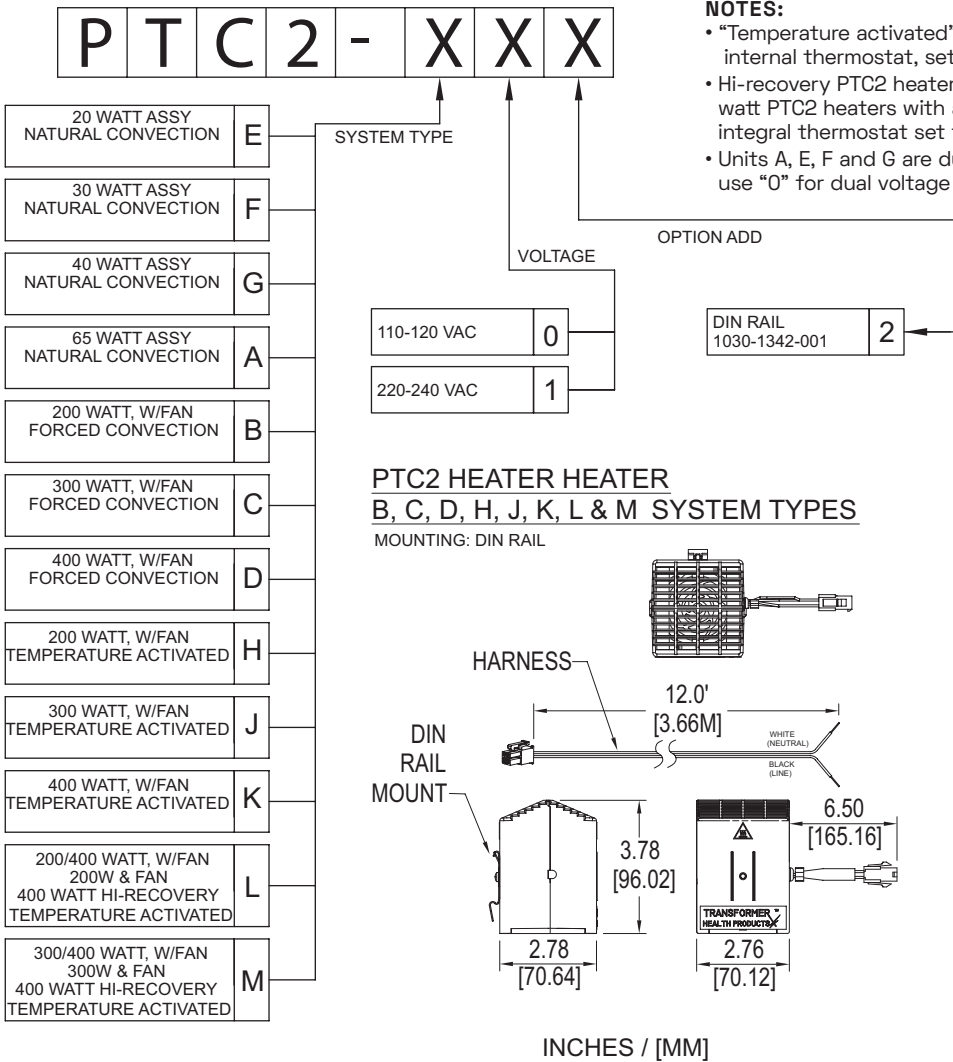 PTC2-XXX
NOTES:
• “Temperature activated”
internal thermostat, set
• Hi-recovery PTC2 heater
watt PTC2 heaters with
integral thermostat set
• Units A, E, F and G are
use “0” for dual voltage
SYSTEM TYPE
VOLTAGE
OPTION ADD
20 WATT ASSY
NATURAL CONVECTION
E
30 WATT ASSY
NATURAL CONVECTION
F
40 WATT ASSY
NATURAL CONVECTION
G
65 WATT ASSY
NATURAL CONVECTION
A
200 WATT, W/FAN
FORCED CONVECTION
B
300 WATT, W/FAN
FORCED CONVECTION
C
400 WATT, W/FAN
FORCED CONVECTION
D
200 WATT, W/FAN
TEMPERATURE ACTIVATED
H
300 WATT, W/FAN
TEMPERATURE ACTIVATED
J
400 WATT, W/FAN
TEMPERATURE ACTIVATED
K
200/400 WATT, W/FAN
200W & FAN
400 WATT HI-RECOVERY
TEMPERATURE ACTIVATED
L
300/400 WATT, W/FAN
300W & FAN
400 WATT HI-RECOVERY
TEMPERATURE ACTIVATED
M
110-120 VAC
0
220-240 VAC
1
DIN RAIL
1030-1342-001
2
PTC2 HEATER HEATER
B, C, D, H, J, K, L & M SYSTEM TYPES
MOUNTING: DIN RAIL
HARNESS
12.0'
[3.66M]
WHITE
(NEUTRAL)
BLACK
(LINE)
DIN
RAIL
MOUNT
3.78
[96.02]
6.50
[165.16]
TRANSFORMER™
HEALTH PRODUCTS
2.78
[70.64]
2.76
[70.12]
INCHES / [MM]